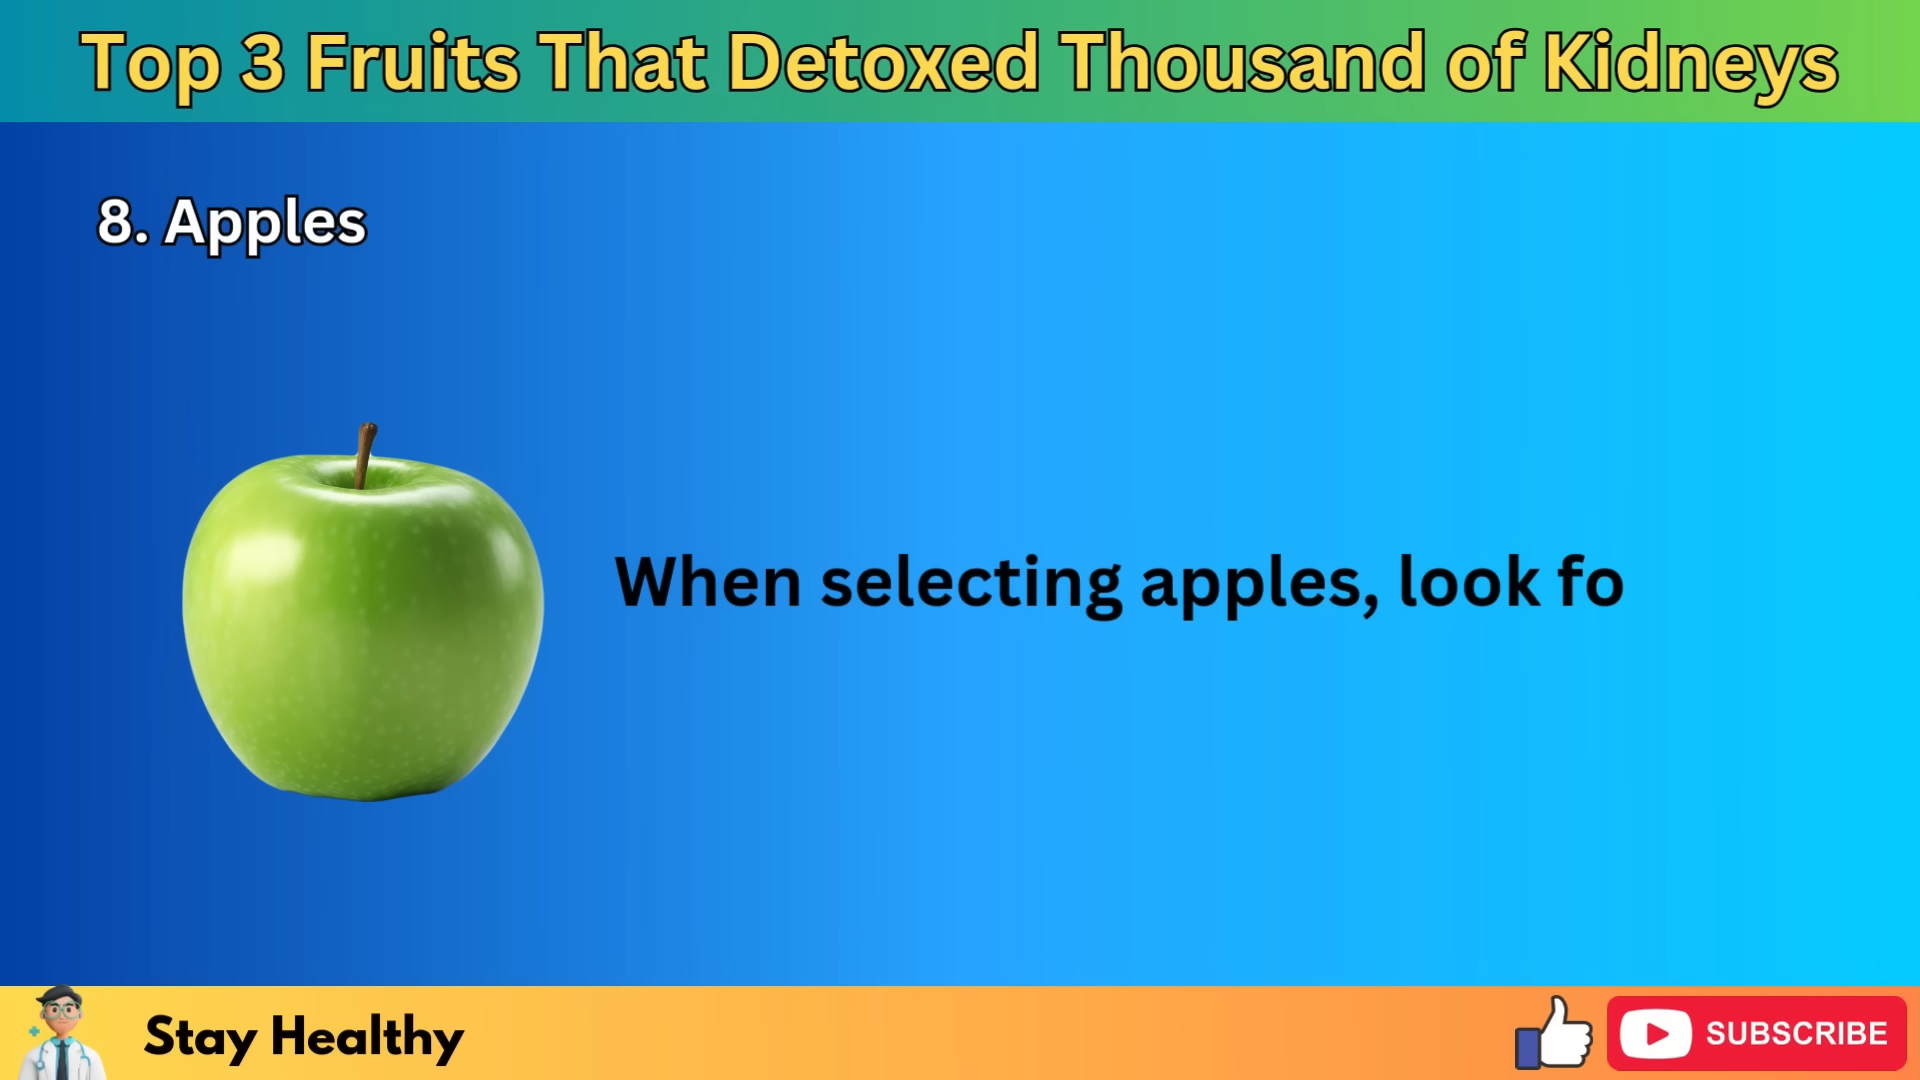 Top 3 Fruits That Detoxed Thousand of Kidneys
8. Apples
When selecting apples, look fo
Stay Healthy
SUBSCRIBE